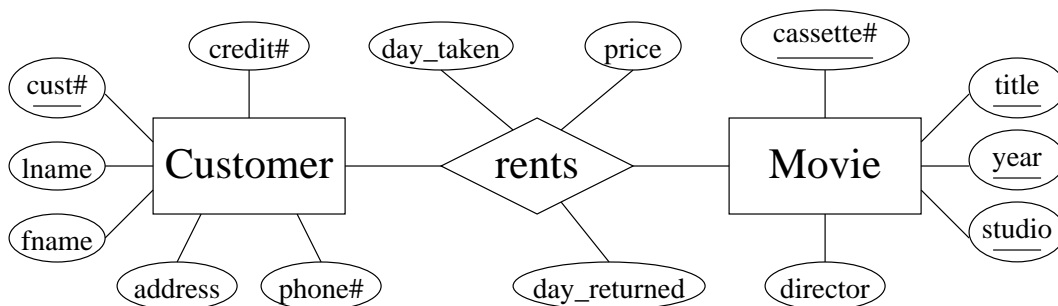 credit#
day_taken
price
cassette#
cust#
title
Customer
rents
Movie
lname
year
fname
studio
address
phone#
day_returned
director